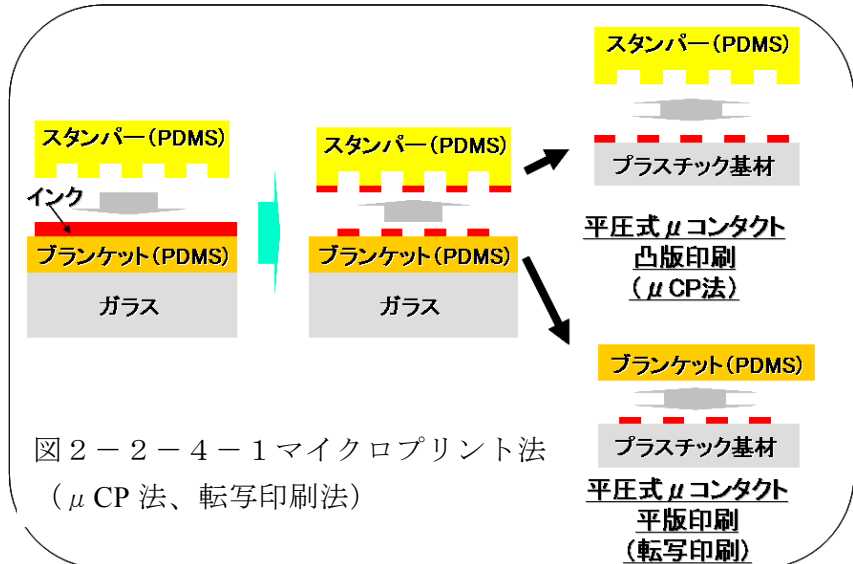 スタンパー(PDMS)
インク
ブランケット(PDMS)
ガラス
スタンパー(PDMS)
ブランケット(PDMS)
ガラス
スタンパー(PDMS)
プラスチック基材
平圧式μコンタクト
凸版印刷
(μCP法)
ブランケット(PDMS)
プラスチック基材
平圧式μコンタクト
平版印刷
(転写印刷)
図2-2-4-1マイクロプリント法
(μCP法、転写印刷法)